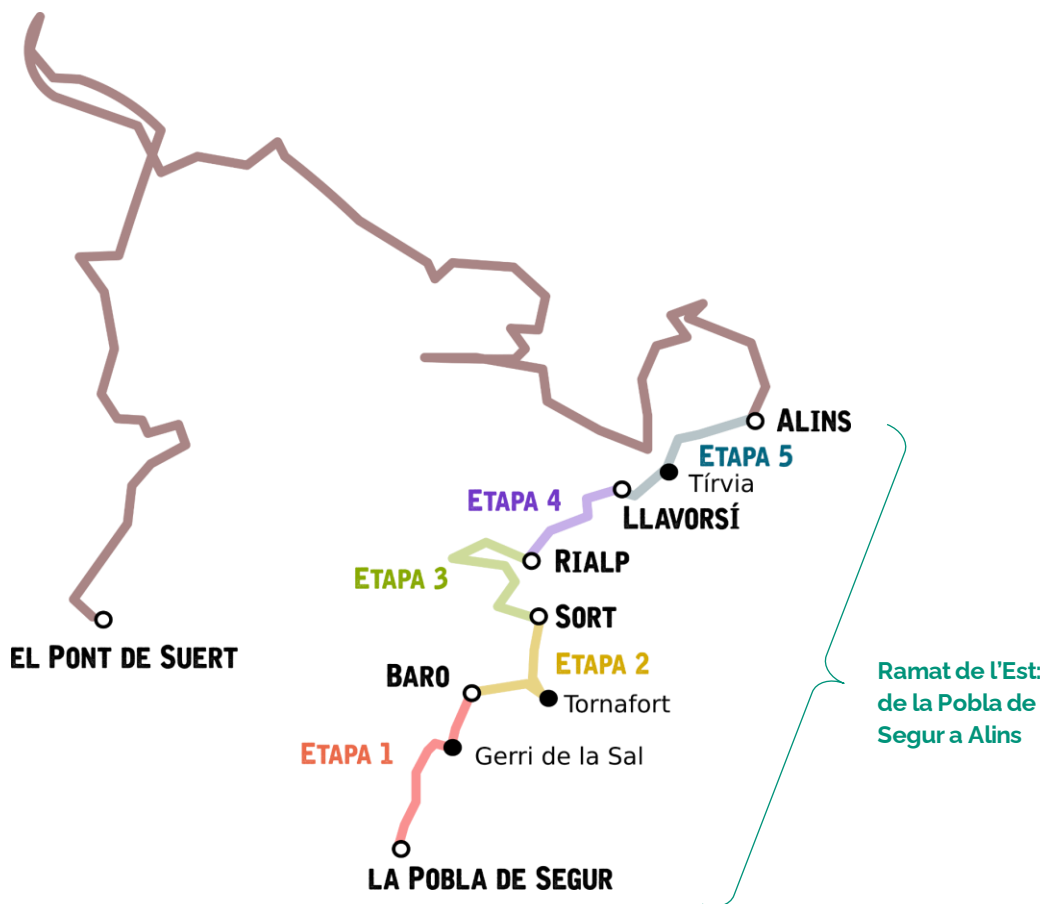 ALINS
ETAPA 5
Tírvia
ETAPA 4
LLAVORSÍ
RIALP
ETAPA 3
SORT
EL PONT DE SUERT
ETAPA 2
BARO
Tornafort
ETAPA 1
Gerri de la Sal
LA POBLA DE SEGUR
Ramat de l'Est:
de la Pobla de
Segur a Alins